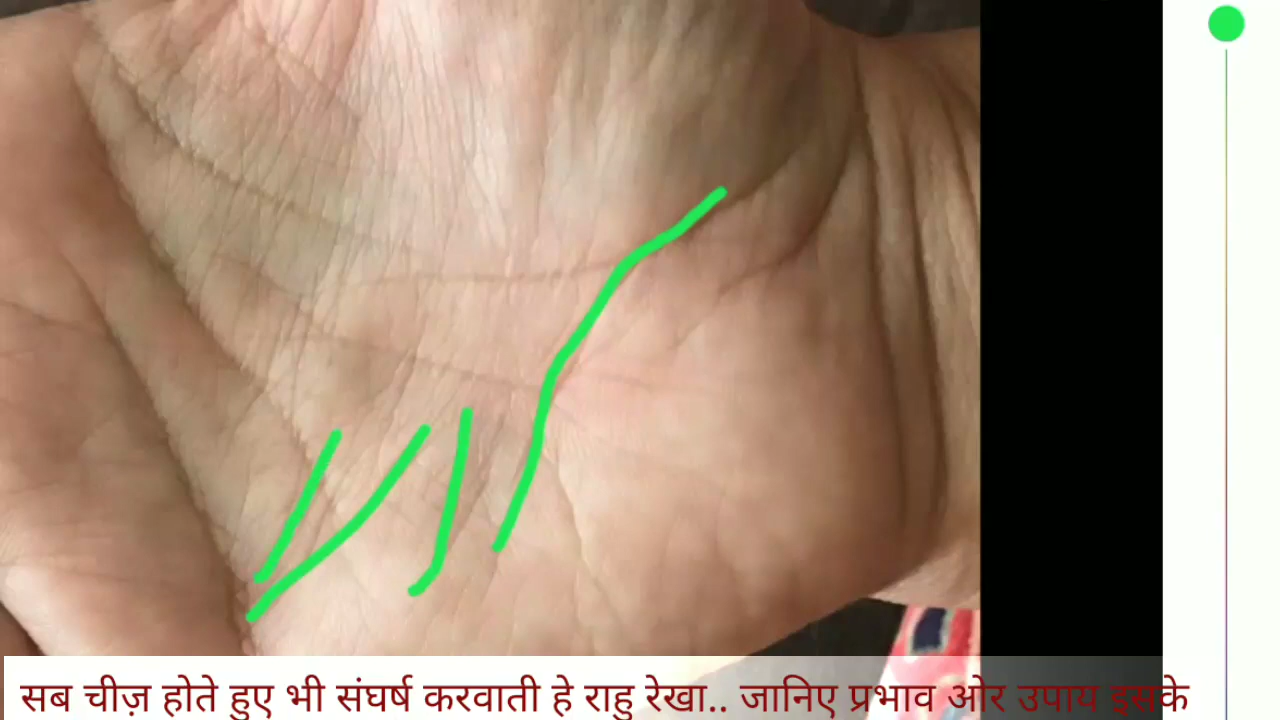 सब चीज़ होते हुए भी संघर्ष करवाती हे राहु रेखा.. जानिए प्रभाव ओर उपाय इसके